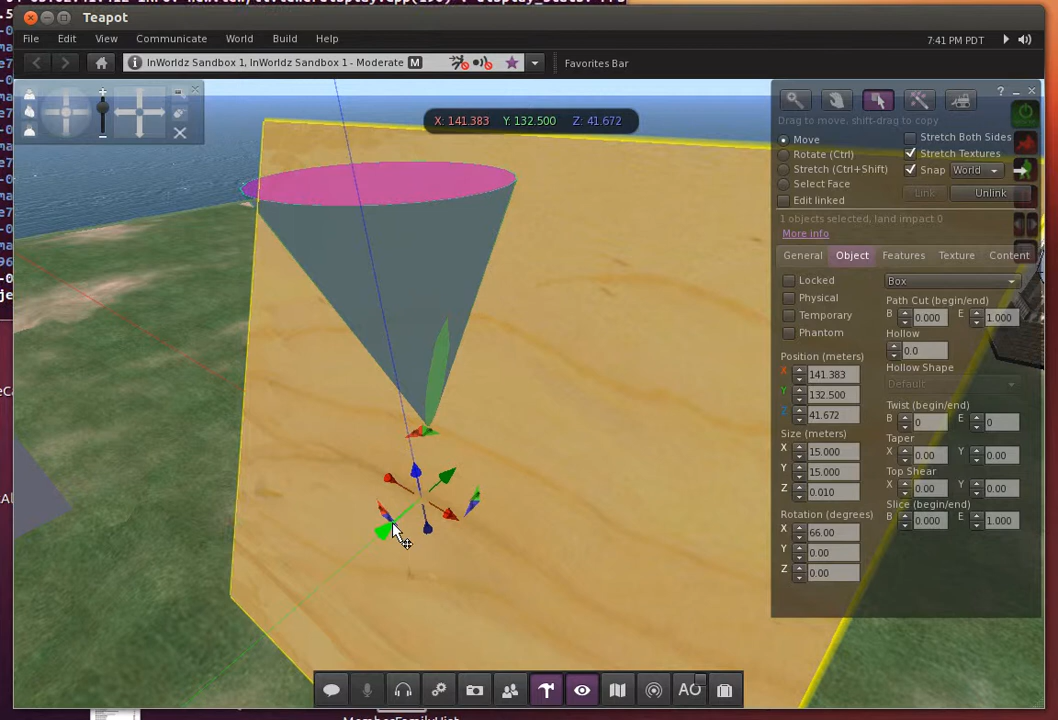 Teapot
File Edit View Communicate World Build Help
7:41 PM PDT
InWorldz Sandbox 1, InWorldz Sandbox 1 - Moderate M
Favorites Bar
X: 141.383 Y: 132.500 Z: 41.672
Drag to move, shift-drag to copy
Move
Rotate (Ctrl)
Stretch (Ctrl+Shift)
Select Face
Edit linked
Stretch Both Sides
Stretch Textures
Snap World
Link Unlink
1 objects selected, land impact 0
More info
General Object Features Texture Content
Locked
Physical
Temporary
Phantom
Position (meters)
X 141.383
Y 132.500
Z 41.672
Size (meters)
X 15.000
Y 15.000
Z 0.010
Rotation (degrees)
X 66.00
Y 0.00
Z 0.00
Box
Path Cut (begin/end)
B 0.000 E 1.000
Hollow
0.0
Hollow Shape
Default
Twist (begin/end)
B 0 E 0
Taper
X 0.00 Y 0.00
Top Shear
X 0.00 Y 0.00
Slice (begin/end)
B 0.000 E 1.000
AO